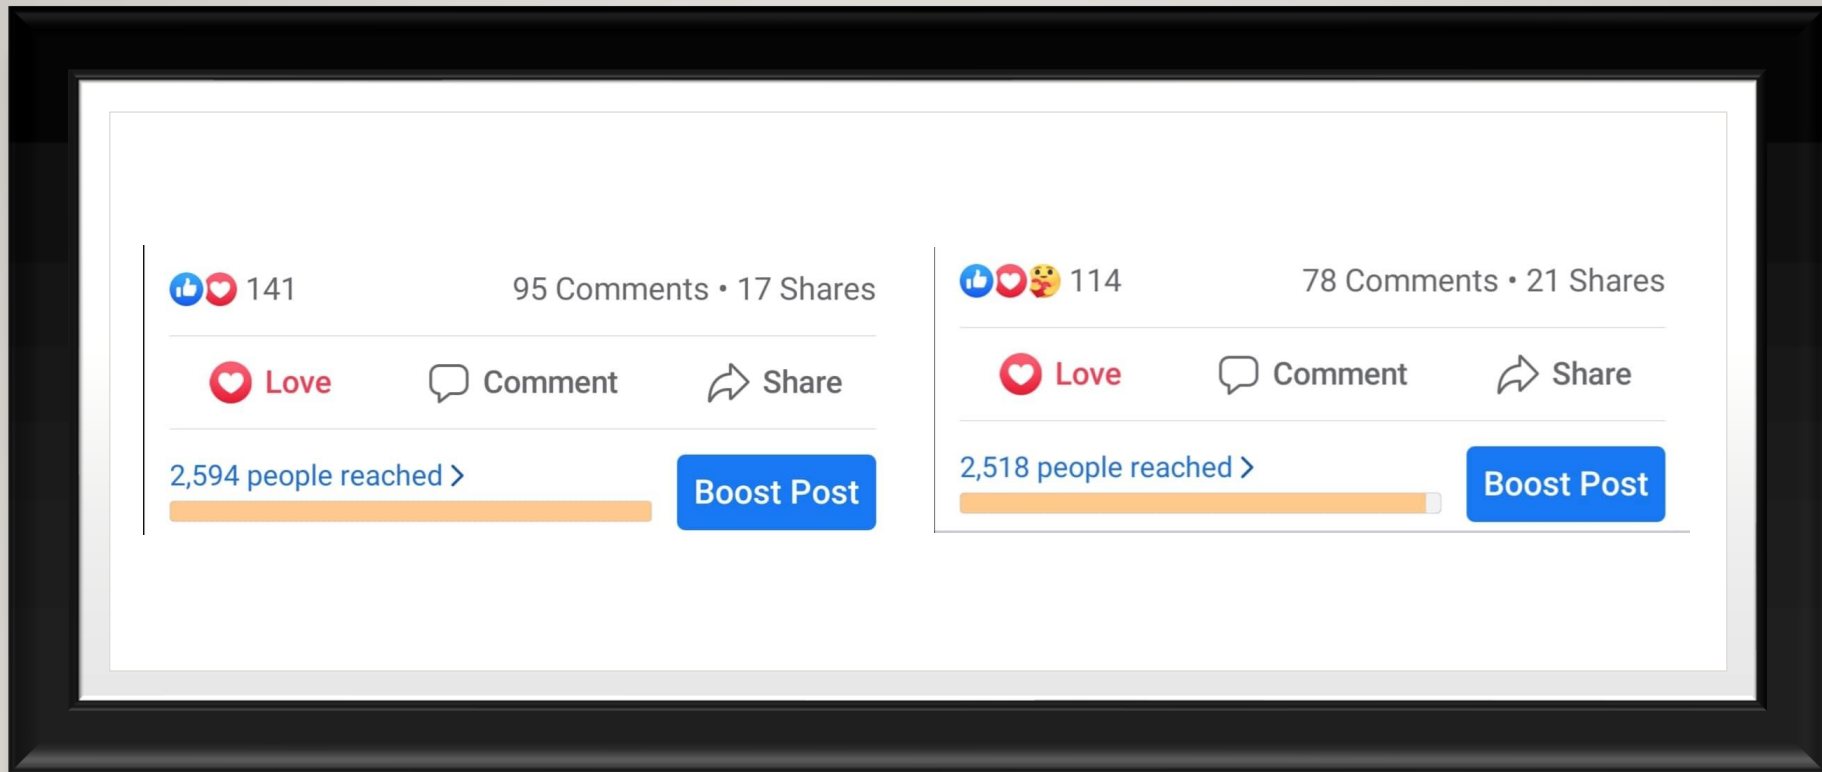 141 95 Comments • 17 Shares
Love Comment Share
2,594 people reached
Boost Post
114 78 Comments • 21 Shares
Love Comment Share
2,518 people reached
Boost Post